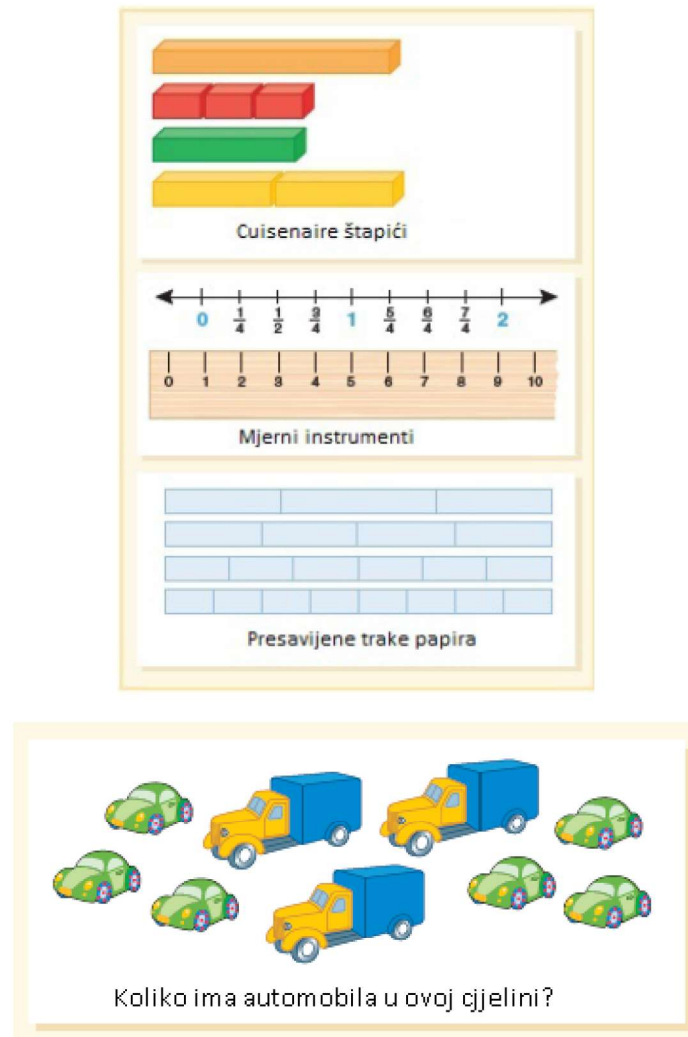 Cuisenaire štapići
0 1/4 1/2 3/4 1 5/4 6/4 7/4 2
0 1 2 3 4 5 6 7 8 9 10
Mjerni instrumenti
Presavijene trake papira
Koliko ima automobila u ovoj cjjelini?